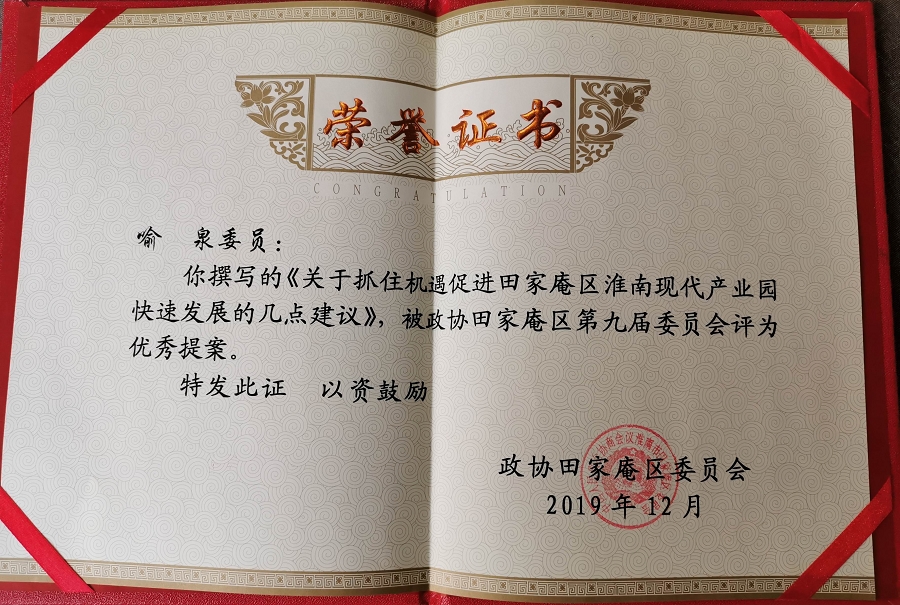 荣誉证书
CONGRATULATION
喻 泉委员：
你撰写的《关于抓住机遇促进田家庵区淮南现代产业园
快速发展的几点建议》，被政协田家庵区第九届委员会评为
优秀提案。
特发此证 以资鼓励
政协田家庵区委员会
2019年12月